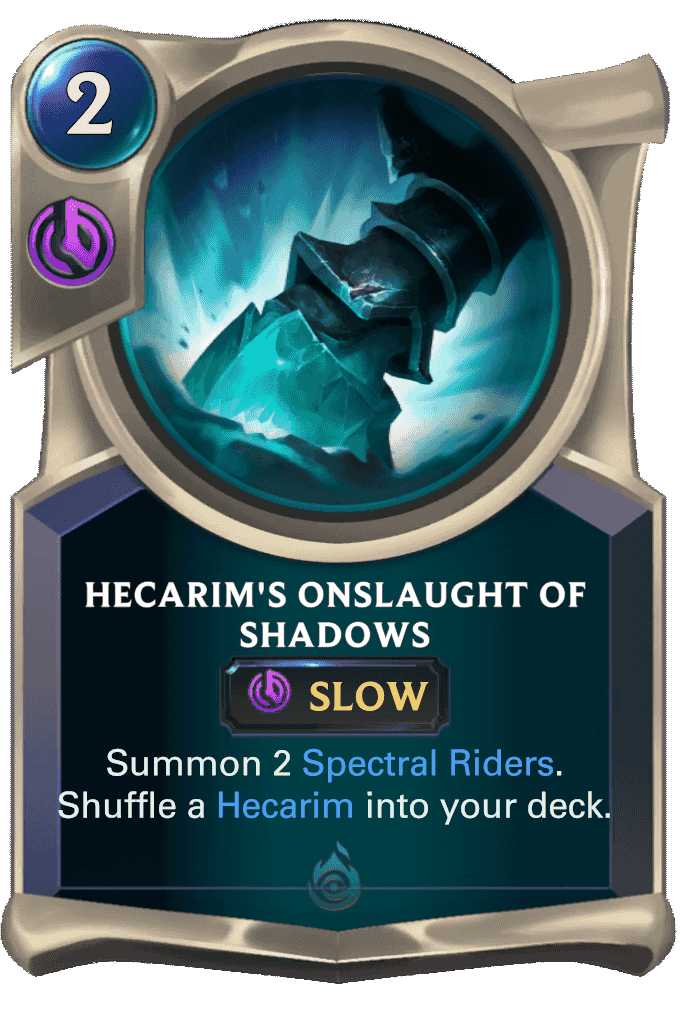 2
HECARIM'S ONSLAUGHT OF
SHADOWS
SLOW
Summon 2 Spectral Riders.
Shuffle a Hecarim into your deck.